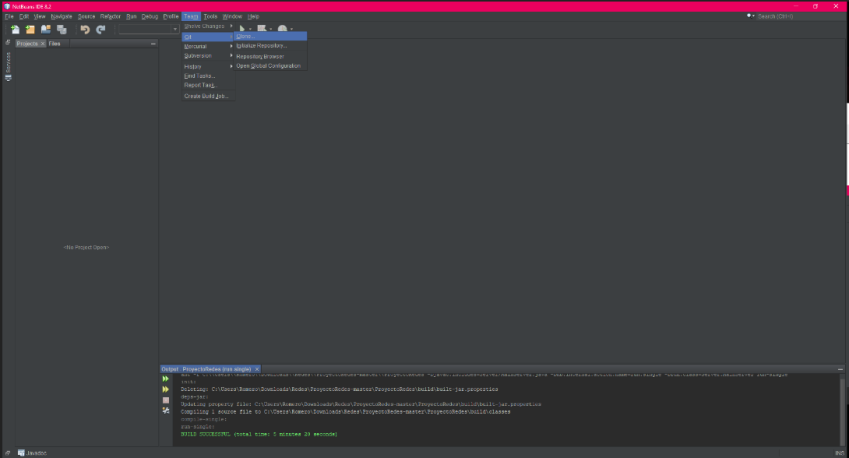 NetBeans IDE 8.2
File Edit View Navigate Source Refactor Run Debug Profile Team Tools Window Help
Search (Ctrl+I)
Shelve Changes
Git
Mercurial
Subversion
History
Find Tasks...
Report Task...
Create Build Job...
Clone...
Initialize Repository...
Repository Browser
Open Global Configuration
Projects Files
Services
<No Project Open>
Output - ProyectoRedes (run-single)
init:
Deleting: C:\Users\Romero\Downloads\Redes\ProyectoRedes-master\ProyectoRedes\build\built-jar.properties
deps-jar:
Updating property file: C:\Users\Romero\Downloads\Redes\ProyectoRedes-master\ProyectoRedes\build\built-jar.properties
Compiling 1 source file to C:\Users\Romero\Downloads\Redes\ProyectoRedes-master\ProyectoRedes\build\classes
compile-single:
run-single:
BUILD SUCCESSFUL (total time: 5 minutes 20 seconds)
Javadoc
INS